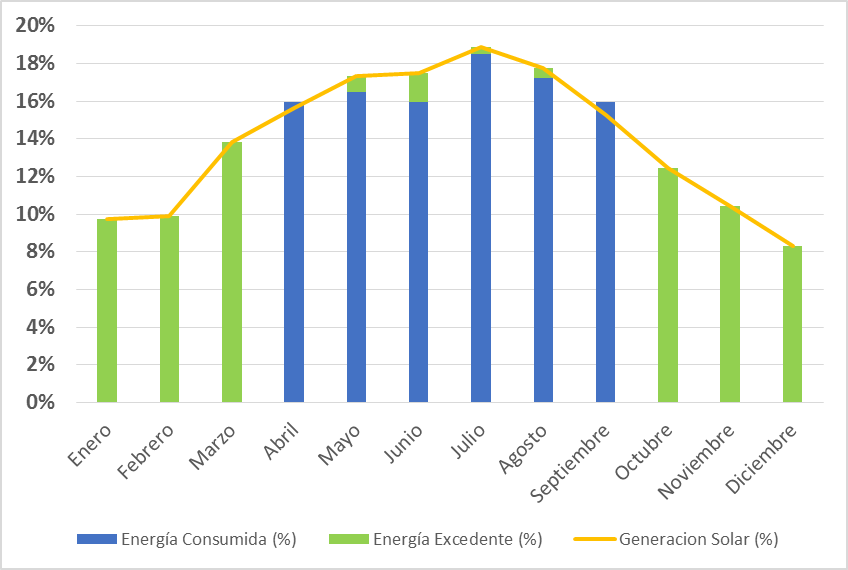 20%
18%
16%
14%
12%
10%
8%
6%
4%
2%
0%
Enero
Febrero
Marzo
Abril
Mayo
Junio
Julio
Agosto
Septiembre
Octubre
Noviembre
Diciembre
Energía Consumida (%)
Energía Excedente (%)
Generacion Solar (%)